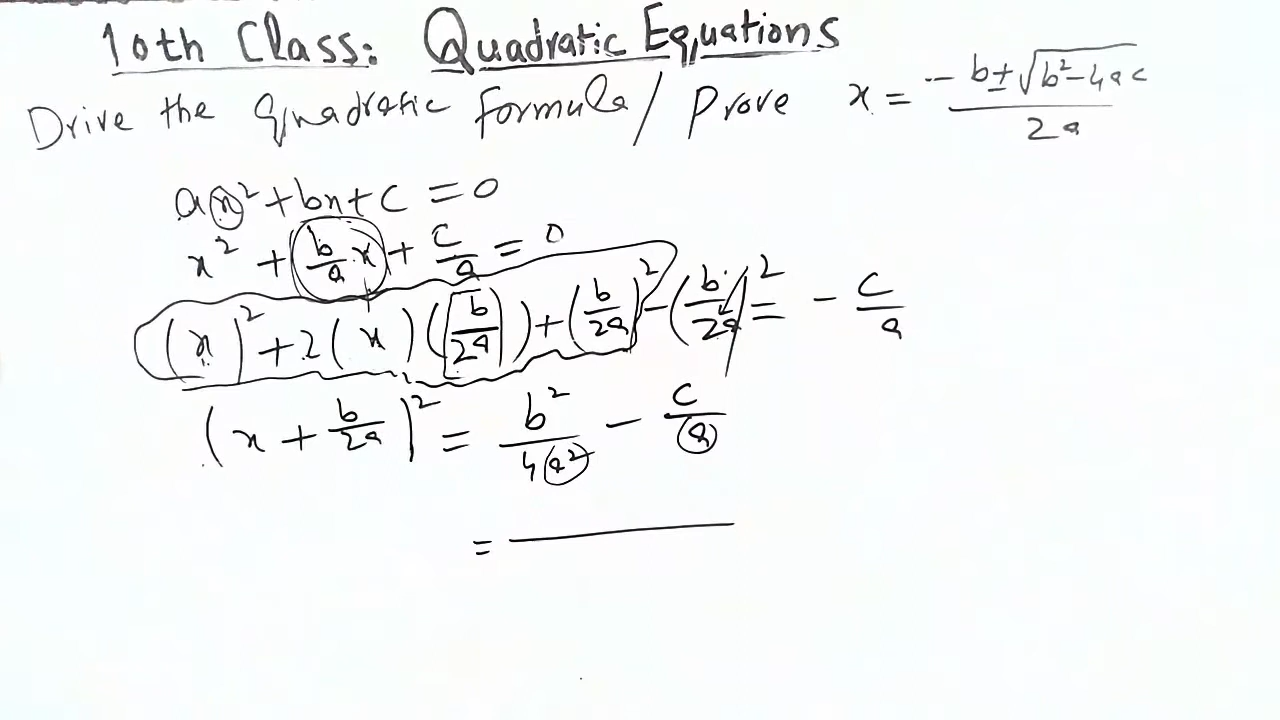 10th Class: Quadratic Equations
Drive the quadratic formula / Prove x = (-b ± √(b² - 4ac)) / 2a
ax² + bx + c = 0
x² + b/a x + c/a = 0
(x)² + 2(x)(b/2a) + (b/2a)² - (b/2a)² = - c/a
(x + b/2a)² = b²/4a² - c/a
=